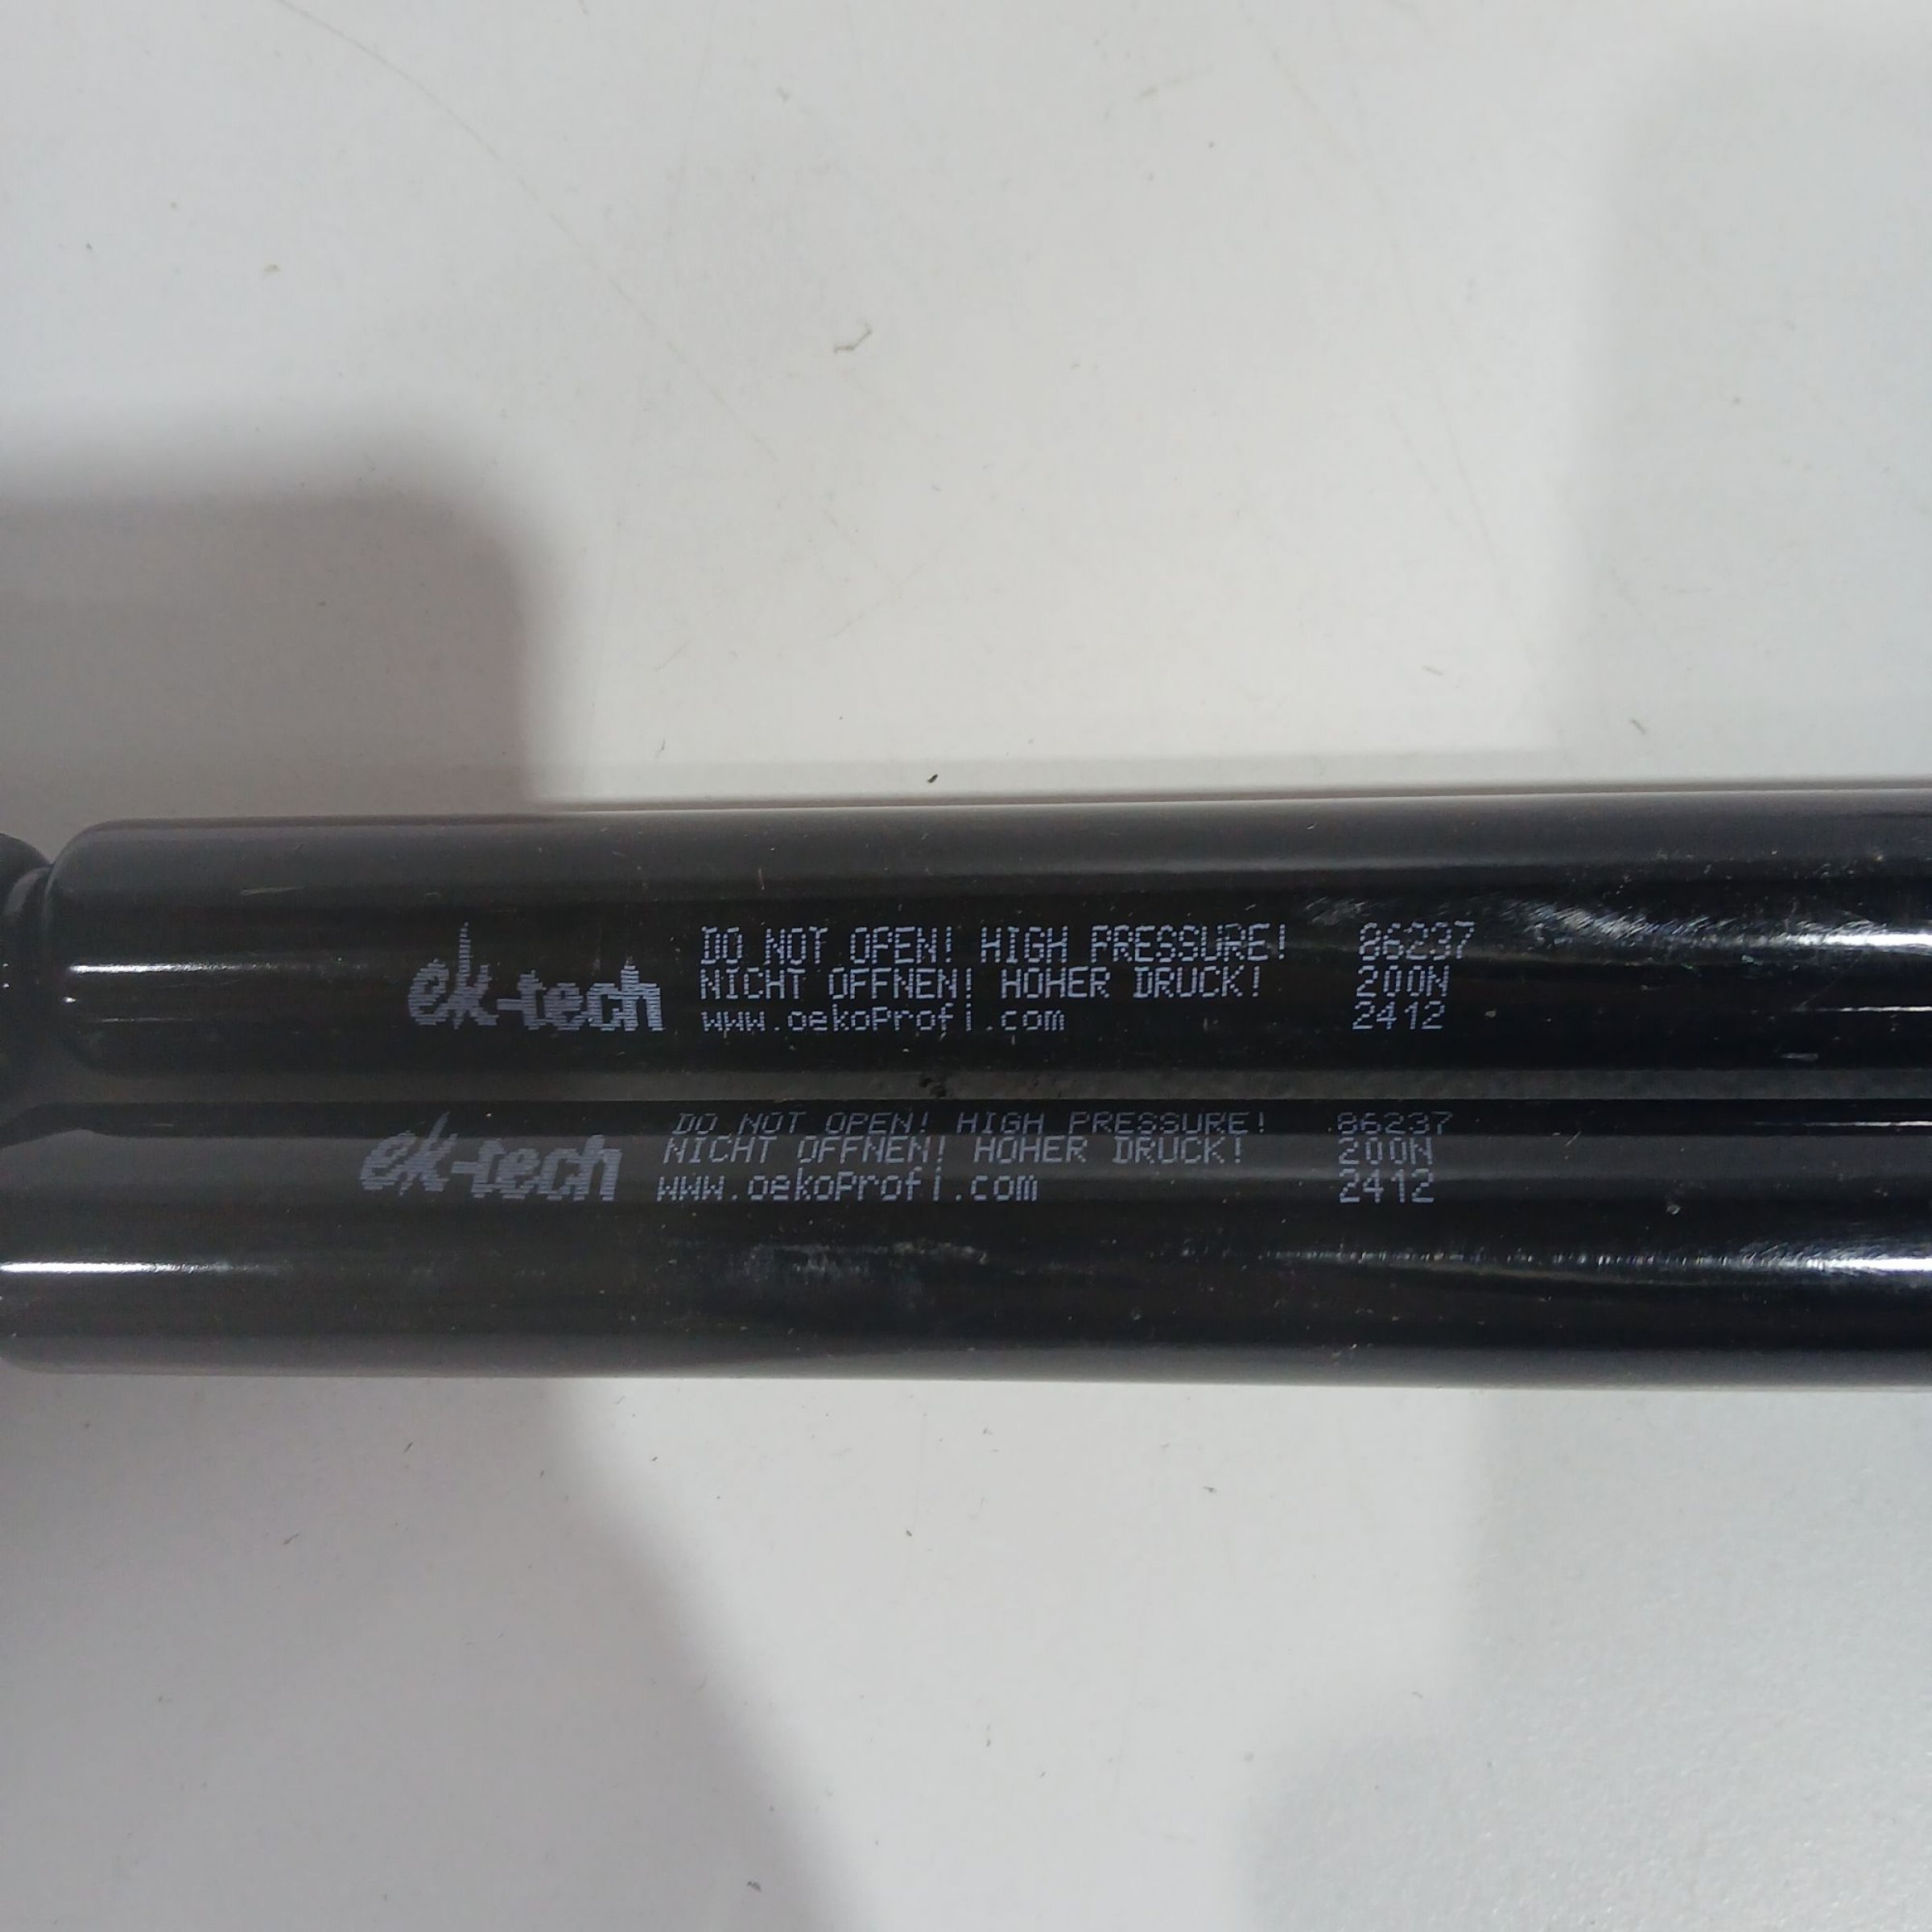 ek-tech
DO NOT OPEN! HIGH PRESSURE! 86237
NICHT OFFNEN! HOHER DRUCK! 200N
www.oekoProfi.com 2412
ek-tech
DO NOT OPEN! HIGH PRESSURE! 86237
NICHT OFFNEN! HOHER DRUCK! 200N
www.oekoProfi.com 2412